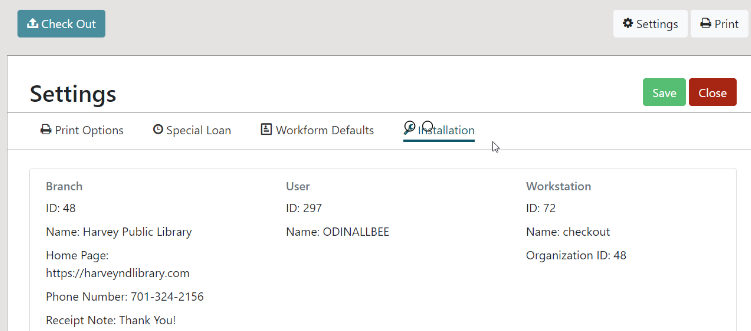 Check Out
Settings
Print
Settings
Save
Close
Print Options
Special Loan
Workform Defaults
Installation
Branch
User
Workstation
ID: 48
ID: 297
ID: 72
Name: Harvey Public Library
Name: ODINALLBEE
Name: checkout
Home Page:
https://harveyndlibrary.com
Organization ID: 48
Phone Number: 701-324-2156
Receipt Note: Thank You!